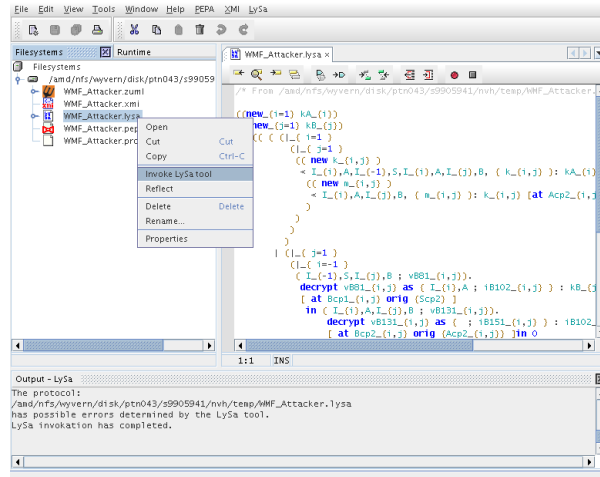 File Edit View Tools Window Help PEPA XMI LySa
Filesystems Runtime
Filesystems
/amd/nfs/wyvern/disk/ptn043/s99059
WMF_Attacker.zuml
WMF_Attacker.xmi
WMF_Attacker.lysa
WMF_Attacker.pep
WMF_Attacker.pro
Open
Cut Cut
Copy Ctrl-C
Invoke LySa tool
Reflect
Delete Delete
Rename...
Properties
WMF_Attacker.lysa ×
/* From /amd/nfs/wyvern/disk/ptn043/s9905941/nvh/temp/WMF_Attacker.
((new_{i=1} kA_{i})
new_{j=1} kB_{j})
(( ( (|_{ i=1 }
(|_{ j=1 }
(( new k_{i,j} )
< I_{i},A,I_{-1},S,I_{i},A,I_{j},B, { k_{i,j} }: kA_{i}
(( new m_{i,j} )
< I_{i},A,I_{j},B, { m_{i,j} }: k_{i,j} [at Acp2_{i,j}
)
)
)
)
| (|_{ j=1 }
(|_{ i=-1 }
( I_{-1},S,I_{j},B ; vB81_{i,j}).
decrypt vB81_{i,j} as { I_{i},A ; iB102_{i,j} } : kB_{j
[ at Bcp1_{i,j} orig {Scp2} ]
in ( I_{i},A,I_{j},B ; vB131_{i,j}).
decrypt vB131_{i,j} as { ; iB151_{i,j} } : iB102_
[ at Bcp2_{i,j} orig {Acp2_{i,j}} ]in 0
1:1 INS
Output - LySa
The protocol:
/amd/nfs/wyvern/disk/ptn043/s9905941/nvh/temp/WMF_Attacker.lysa
has possible errors determined by the LySa tool.
LySa invokation has completed.